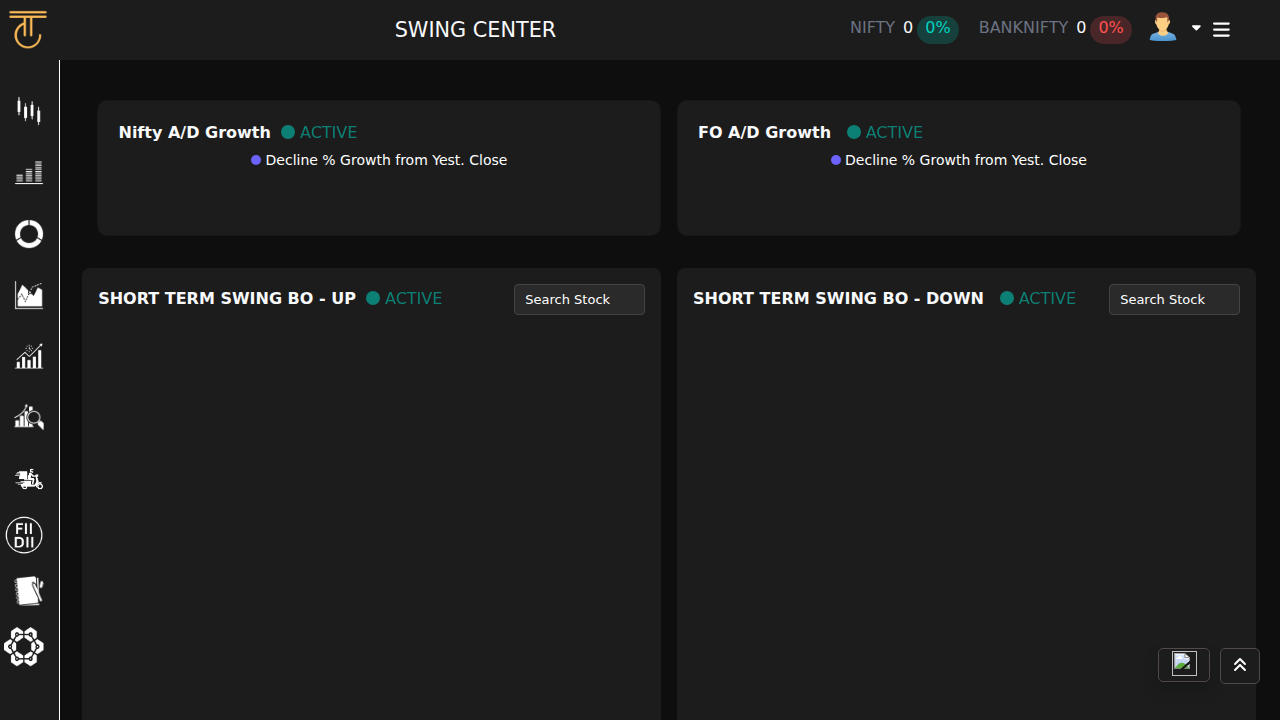 SWING CENTER
NIFTY 0 0% BANKNIFTY 0 0%
Nifty A/D Growth ACTIVE
Decline % Growth from Yest. Close
FO A/D Growth ACTIVE
Decline % Growth from Yest. Close
SHORT TERM SWING BO - UP ACTIVE
Search Stock
SHORT TERM SWING BO - DOWN ACTIVE
Search Stock
FII
DII